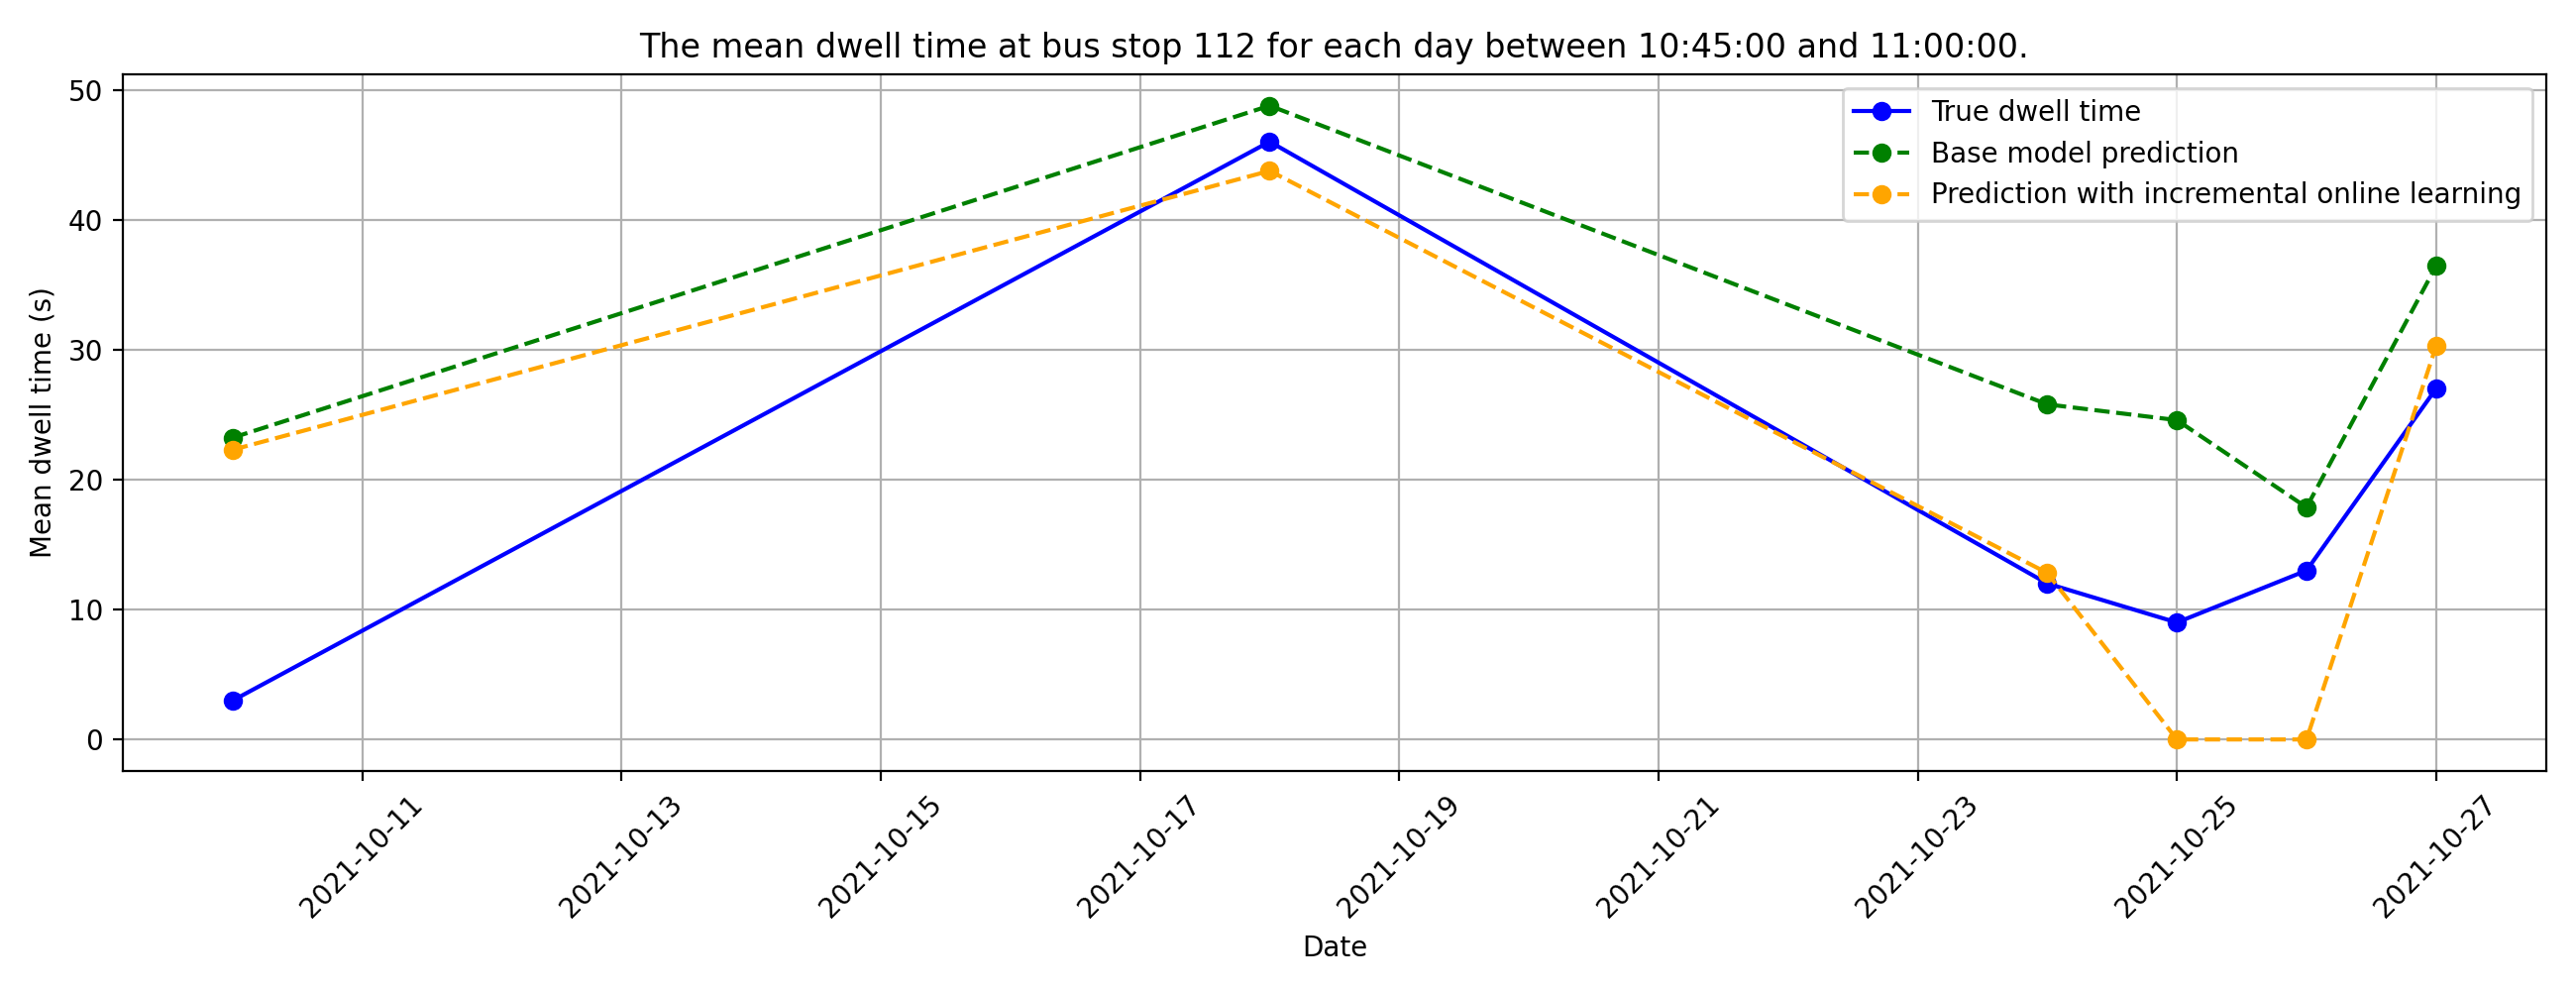 The mean dwell time at bus stop 112 for each day between 10:45:00 and 11:00:00.
True dwell time
Base model prediction
Prediction with incremental online learning
Mean dwell time (s)
50
40
30
20
10
0
2021-10-11
2021-10-13
2021-10-15
2021-10-17
2021-10-19
2021-10-21
2021-10-23
2021-10-25
2021-10-27
Date